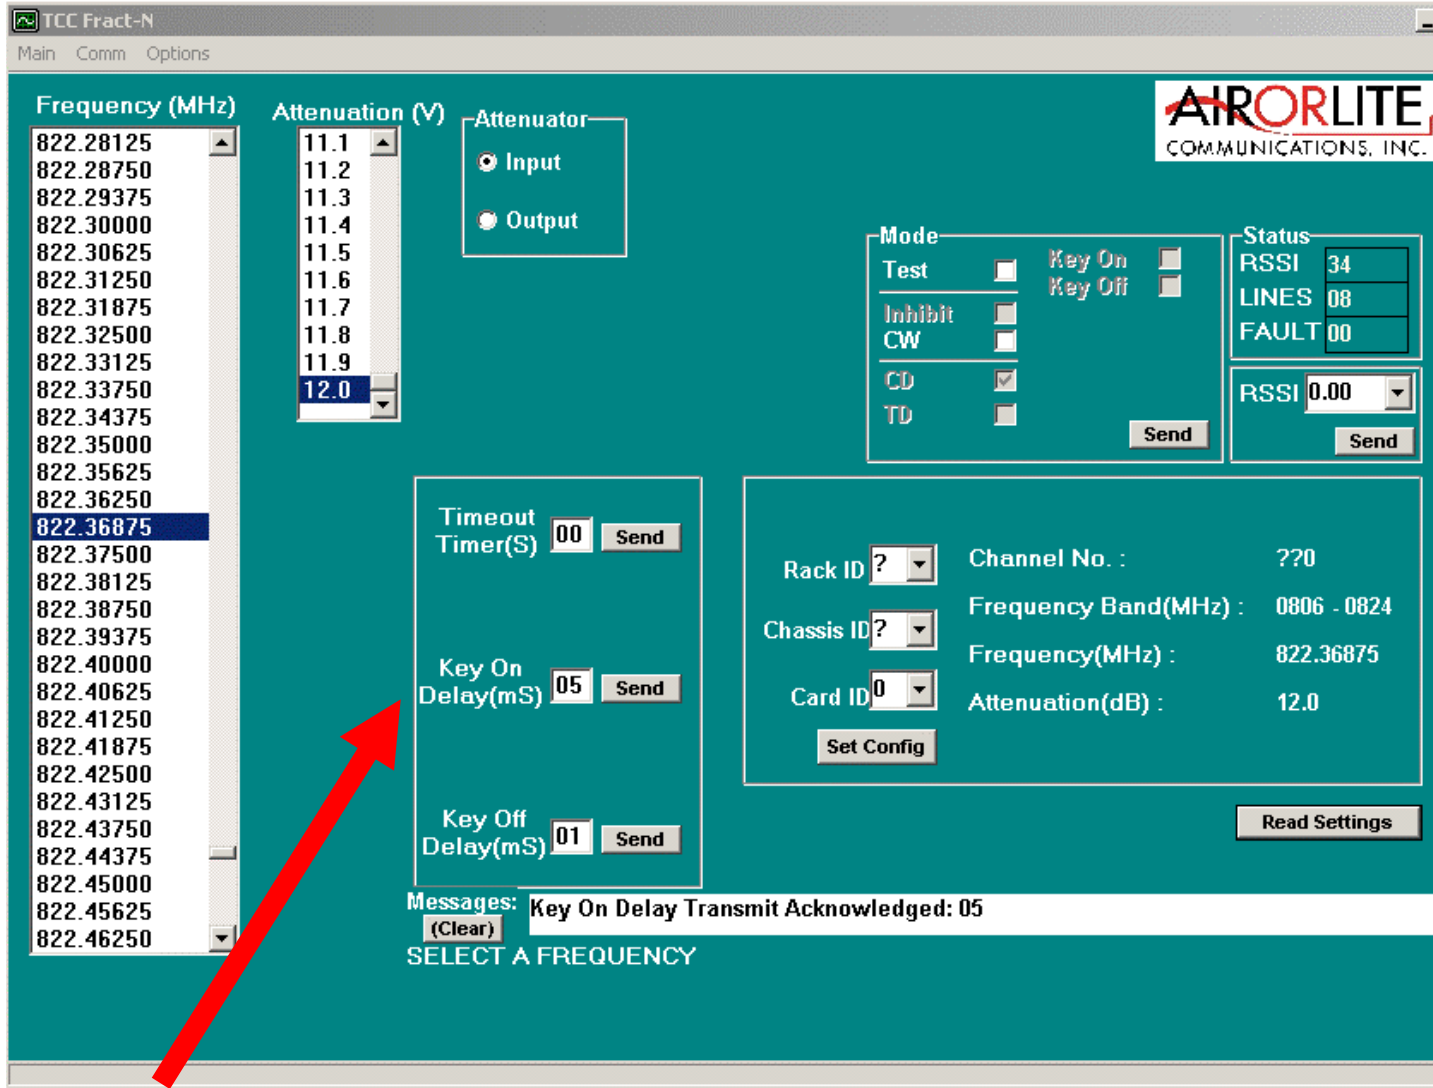 TCC Fract-N
Main Comm Options
Frequency (MHz)
822.28125
822.28750
822.29375
822.30000
822.30625
822.31250
822.31875
822.32500
822.33125
822.33750
822.34375
822.35000
822.35625
822.36250
822.36875
822.37500
822.38125
822.38750
822.39375
822.40000
822.40625
822.41250
822.41875
822.42500
822.43125
822.43750
822.44375
822.45000
822.45625
822.46250
Attenuation (V)
11.1
11.2
11.3
11.4
11.5
11.6
11.7
11.8
11.9
12.0
Attenuator
Input
Output
AIRORLITE
COMMUNICATIONS, INC.
Mode
Test
Key On
Key Off
Inhibit
CW
CD
TD
Send
Status
RSSI 34
LINES 08
FAULT 00
RSSI 0.00
Send
Timeout
Timer(S) 00 Send
Key On
Delay(mS) 05 Send
Key Off
Delay(mS) 01 Send
Rack ID ?
Chassis ID ?
Card ID 0
Set Config
Channel No. : ??0
Frequency Band(MHz) : 0806 - 0824
Frequency(MHz) : 822.36875
Attenuation(dB) : 12.0
Read Settings
Messages: Key On Delay Transmit Acknowledged: 05
(Clear)
SELECT A FREQUENCY